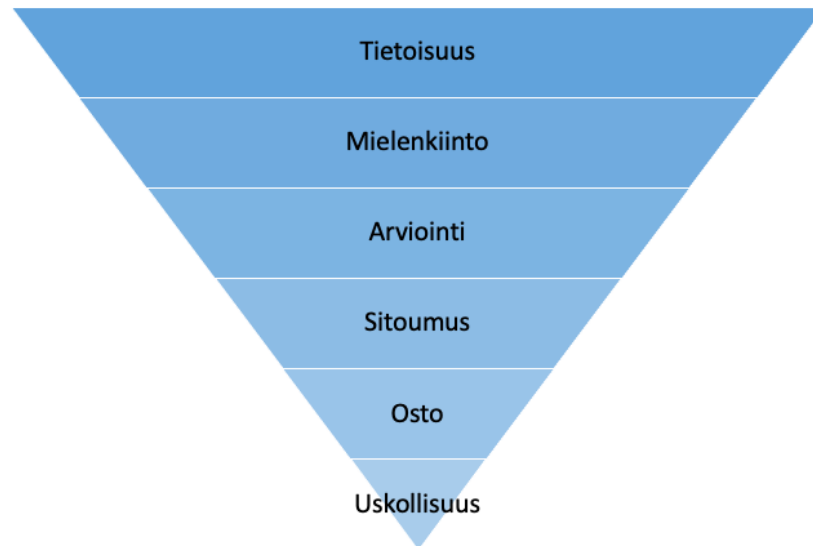 Tietoisuus
Mielenkiinto
Arviointi
Sitoumus
Osto
Uskollisuus